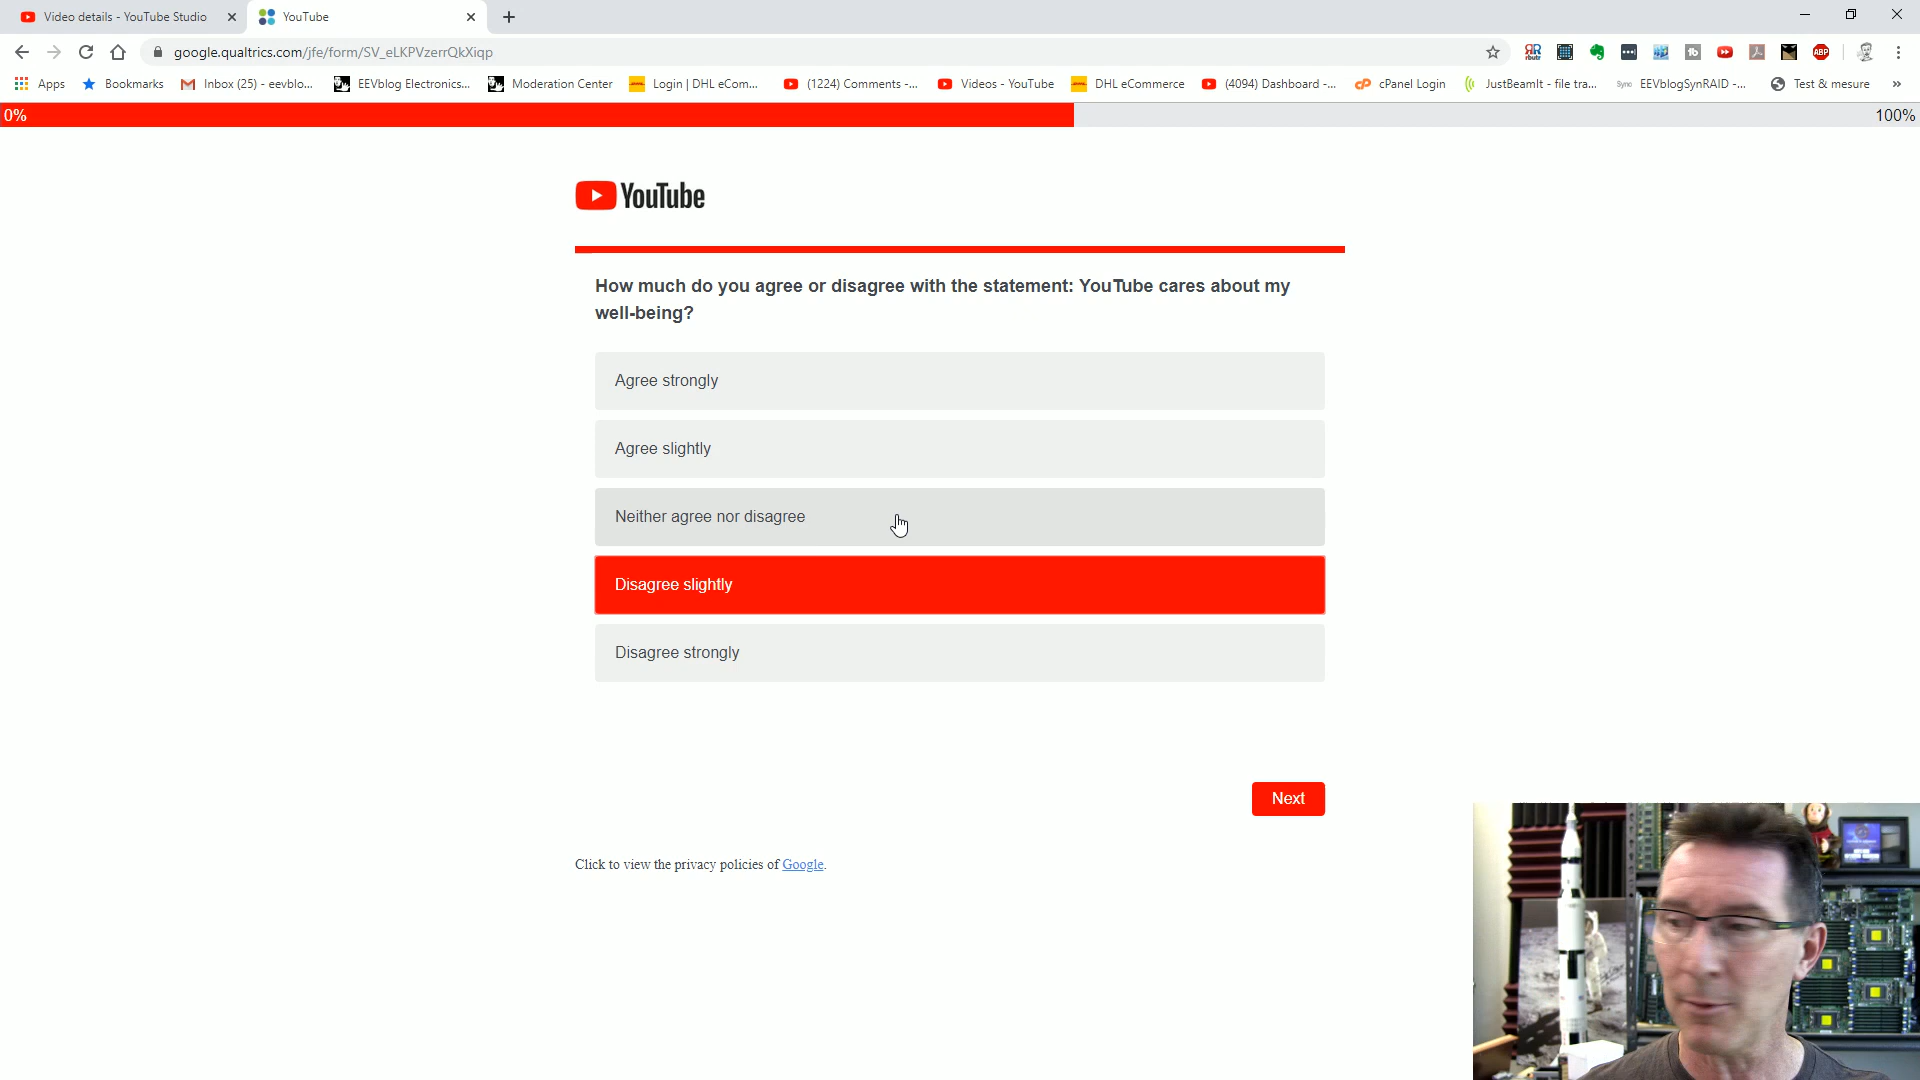 Video details - YouTube Studio
YouTube
google.qualtrics.com/jfe/form/SV_eLKPVzerrQkXiqp
Apps Bookmarks Inbox (25) - eevblo... EEVblog Electronics... Moderation Center Login | DHL eCom... (1224) Comments -... Videos - YouTube DHL eCommerce (4094) Dashboard -... cPanel Login JustBeamIt - file tra... EEVblogSynRAID -... Test & mesure »
0% 100%
YouTube
How much do you agree or disagree with the statement: YouTube cares about my
well-being?
Agree strongly
Agree slightly
Neither agree nor disagree
Disagree slightly
Disagree strongly
Next
Click to view the privacy policies of Google.